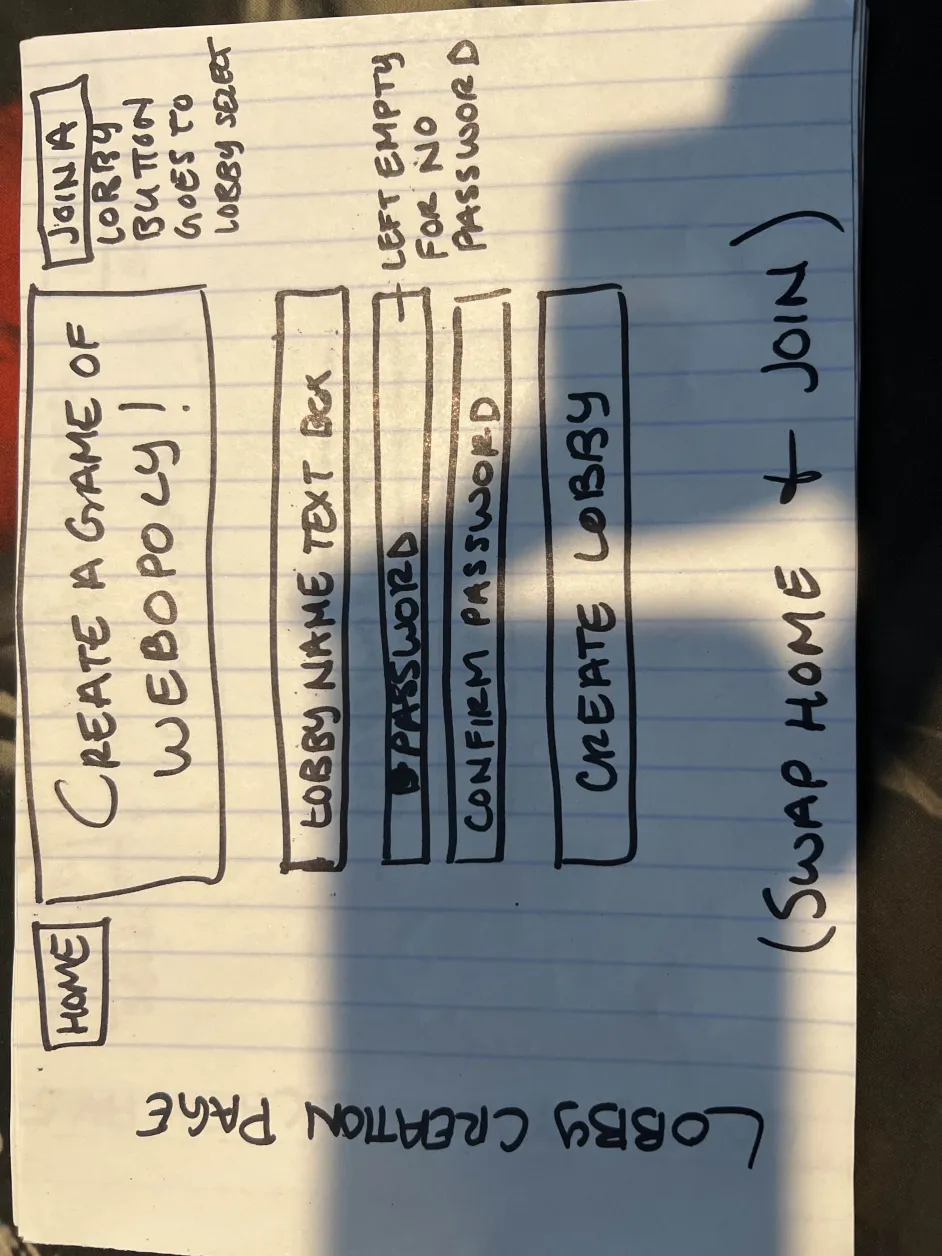 HOME
CREATE A GAME OF
WEBOPOLY!
JOIN A
LOBBY
BUTTON
GOES TO
LOBBY SELECT
LOBBY NAME TEXT BOX
PASSWORD
LEFT EMPTY
FOR NO
PASSWORD
CONFIRM PASSWORD
CREATE LOBBY
(SWAP HOME + JOIN)
LOBBY CREATION PAGE